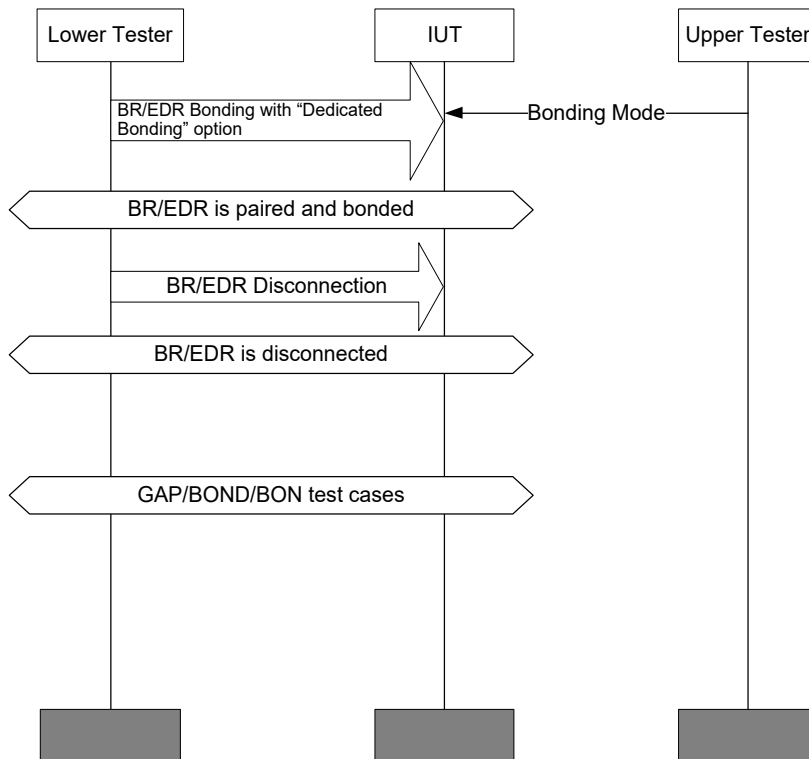 Lower Tester
IUT
Upper Tester
BR/EDR Bonding with “Dedicated
Bonding” option
Bonding Mode
BR/EDR is paired and bonded
BR/EDR Disconnection
BR/EDR is disconnected
GAP/BOND/BON test cases